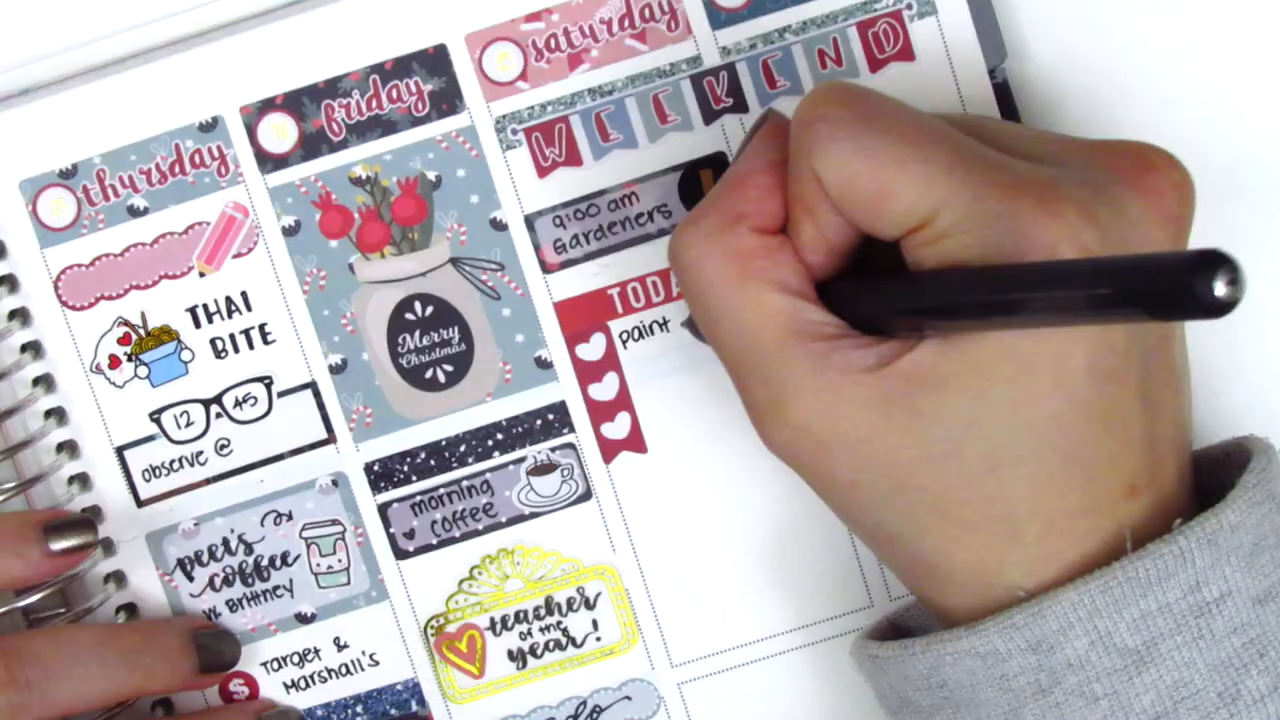 thursday
THAI
BITE
12 45
observe @
peet's
coffee
w. Brittney
Target &
Marshall's
$
friday
Merry
Christmas
morning
coffee
teacher
of the
year!
saturday
WEEKEND
9:00 am
Gardeners
TODA
paint